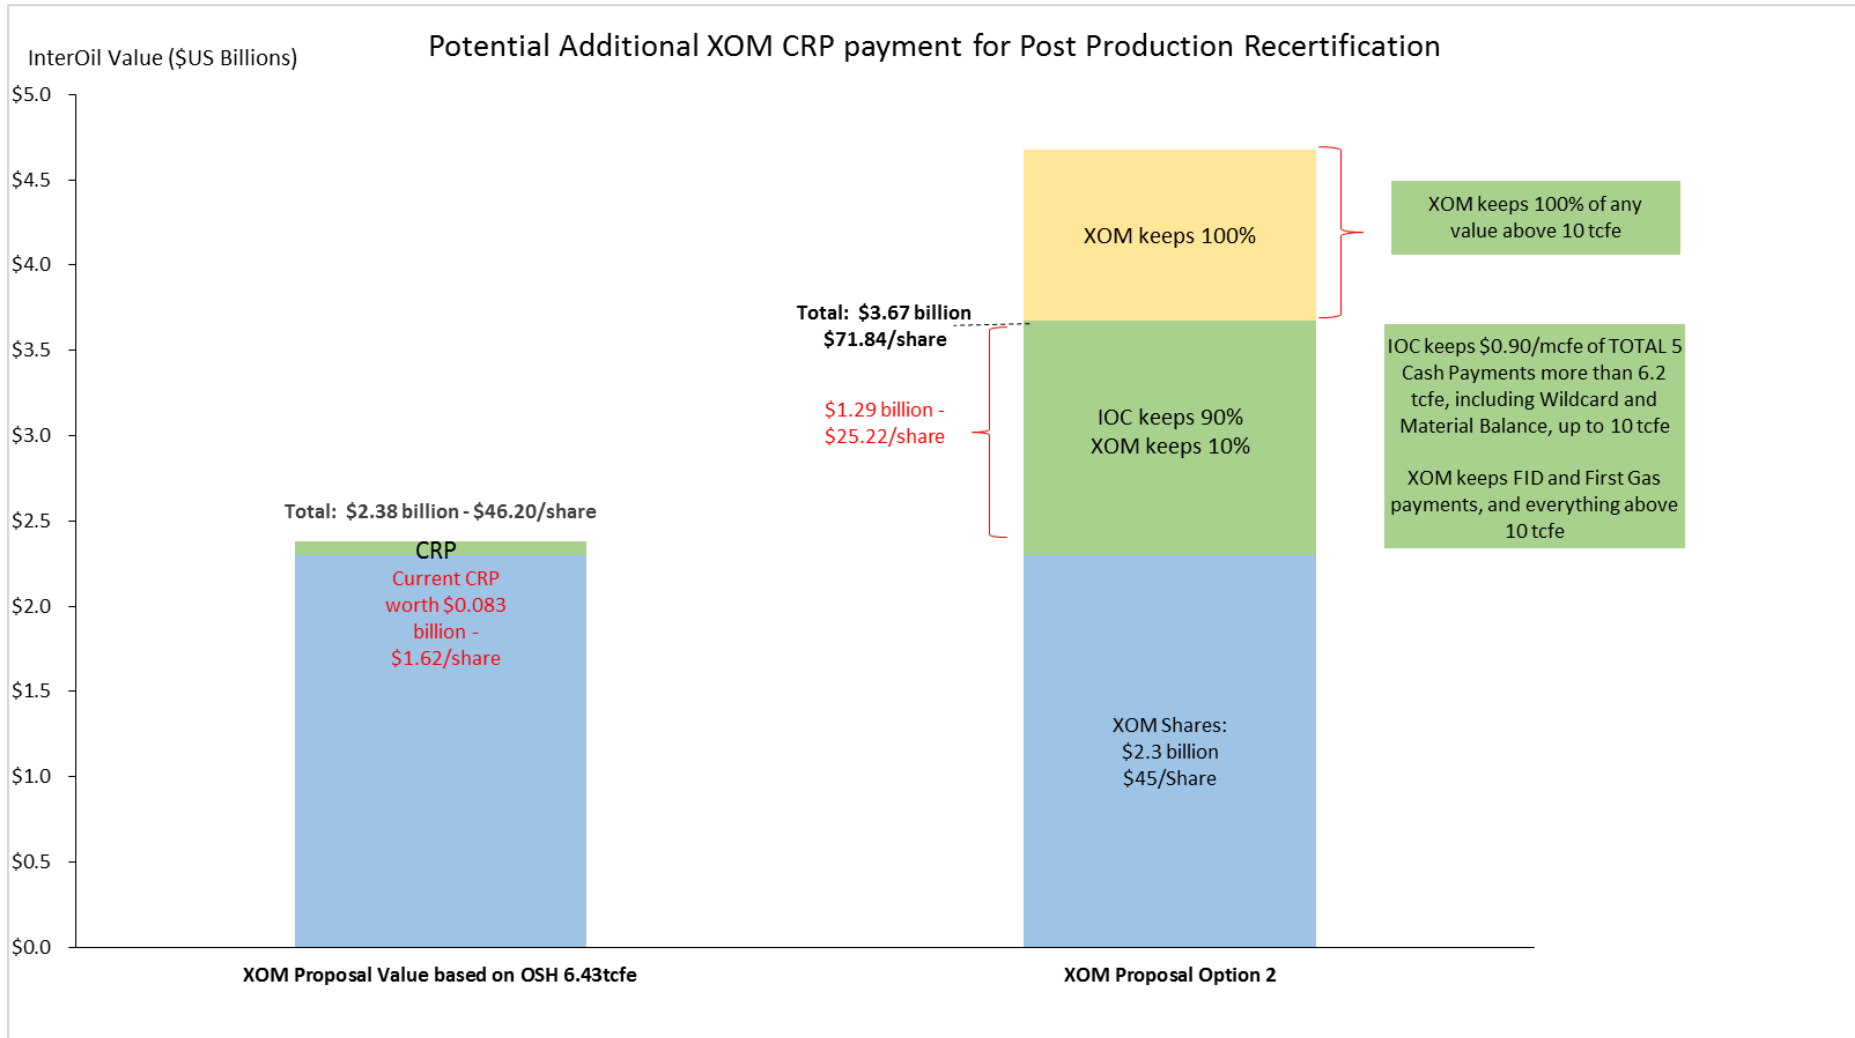 Potential Additional XOM CRP payment for Post Production Recertification
InterOil Value ($US Billions)
$5.0
$4.5
$4.0
$3.5
$3.0
$2.5
$2.0
$1.5
$1.0
$0.5
$0.0
Total:  $2.38 billion - $46.20/share
CRP
Current CRP
worth $0.083
billion -
$1.62/share
XOM Proposal Value based on OSH 6.43tcfe
Total:  $3.67 billion
$71.84/share
$1.29 billion -
$25.22/share
XOM keeps 100%
IOC keeps 90%
XOM keeps 10%
XOM Shares:
$2.3 billion
$45/Share
XOM Proposal Option 2
XOM keeps 100% of any
value above 10 tcfe
IOC keeps $0.90/mcfe of TOTAL 5
Cash Payments more than 6.2
tcfe, including Wildcard and
Material Balance, up to 10 tcfe
XOM keeps FID and First Gas
payments, and everything above
10 tcfe